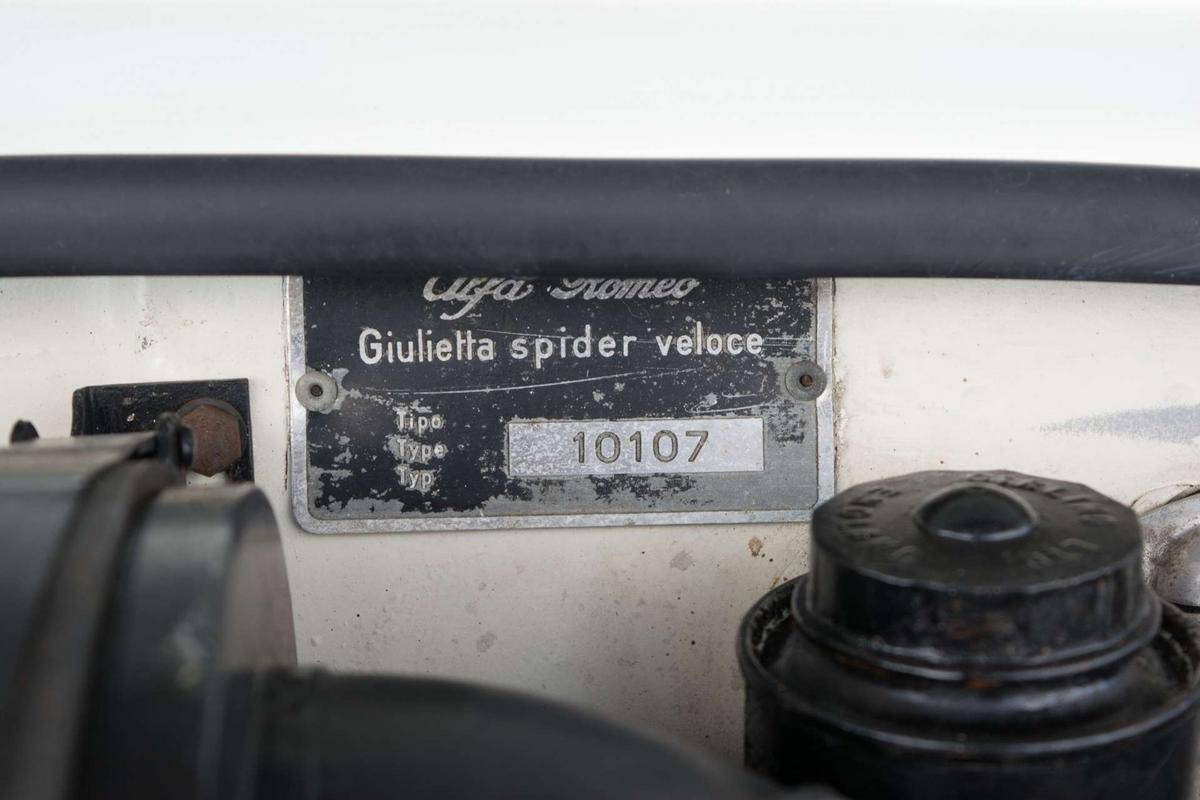 Alfa Romeo
Giulietta spider veloce
Tipo
Type
Typ
10107